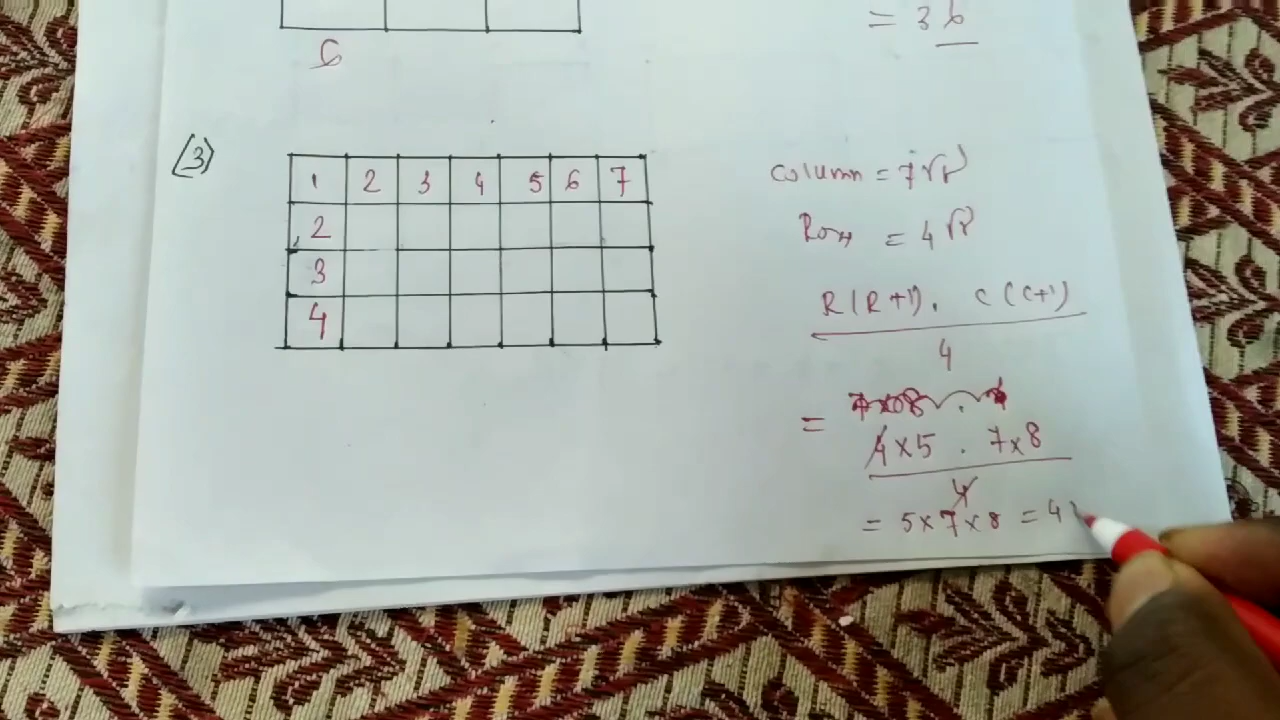 = 36
6
(3)
1 2 3 4 5 6 7
2
3
4
column = 7
Row = 4
R(R+1) . C(C+1)
4
=
4×5 . 7×8
4
= 5×7×8 = 4